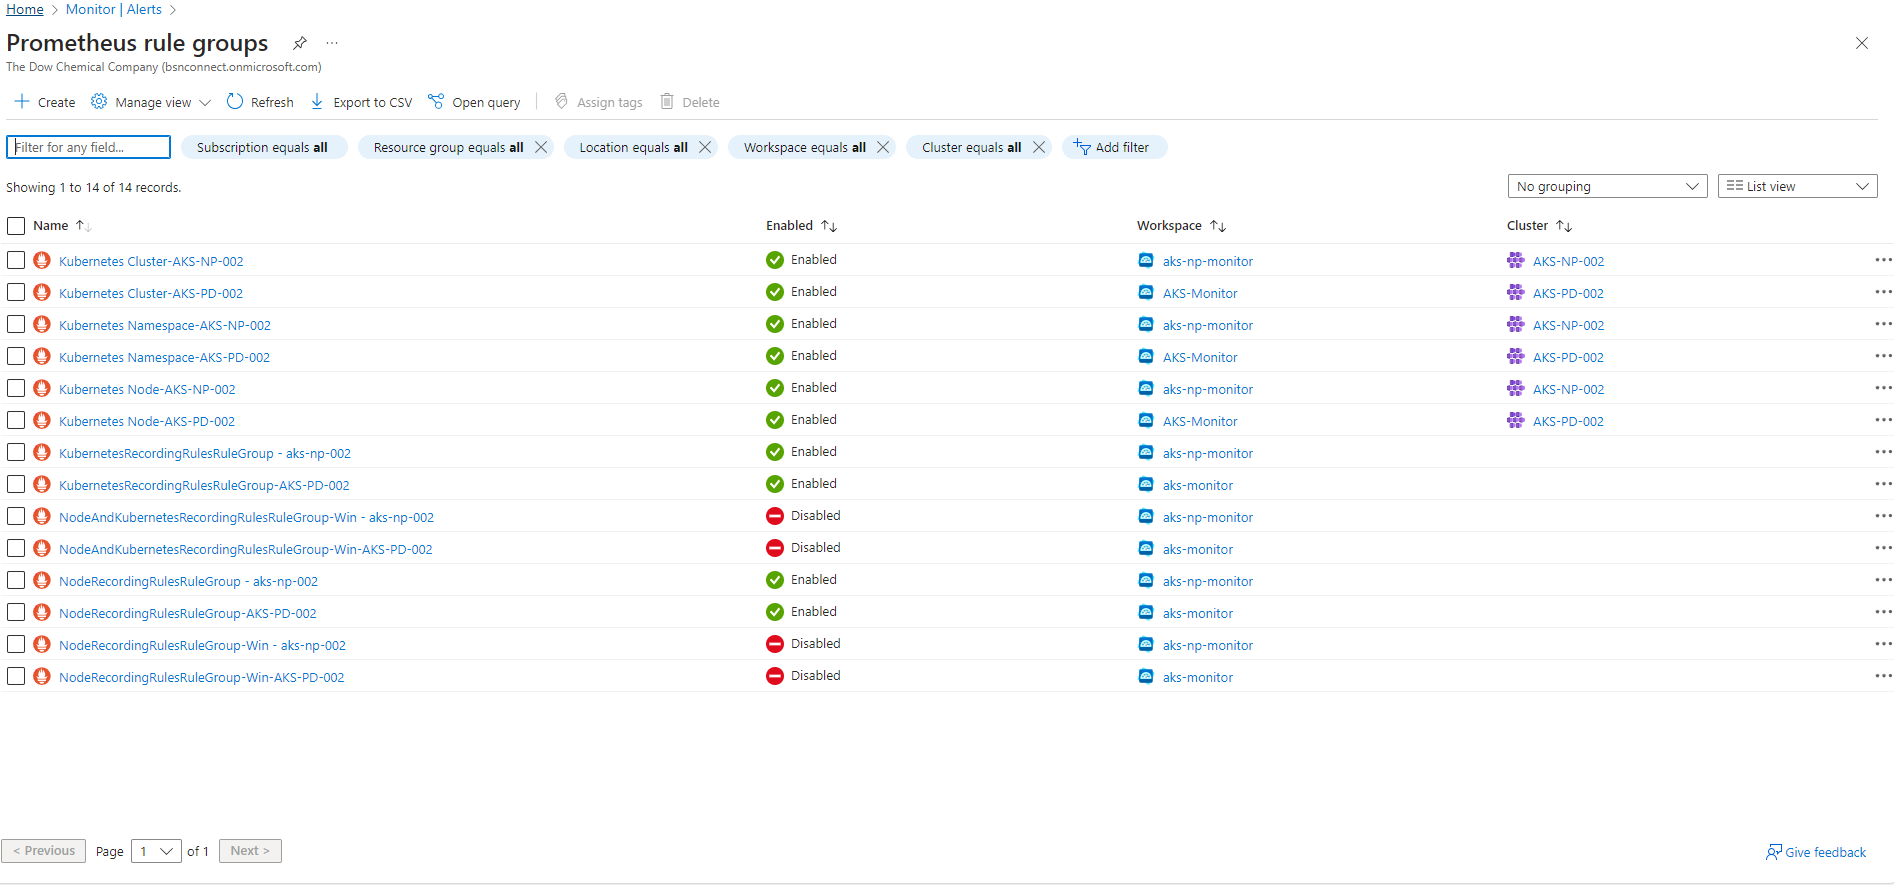 Home > Monitor | Alerts >
Prometheus rule groups ...
The Dow Chemical Company (bsnconnect.onmicrosoft.com)
Create Manage view Refresh Export to CSV Open query Assign tags Delete
Filter for any field... Subscription equals all Resource group equals all Location equals all Workspace equals all Cluster equals all Add filter
Showing 1 to 14 of 14 records. No grouping List view
Name Enabled Workspace Cluster
Kubernetes Cluster-AKS-NP-002 Enabled aks-np-monitor AKS-NP-002
Kubernetes Cluster-AKS-PD-002 Enabled AKS-Monitor AKS-PD-002
Kubernetes Namespace-AKS-NP-002 Enabled aks-np-monitor AKS-NP-002
Kubernetes Namespace-AKS-PD-002 Enabled AKS-Monitor AKS-PD-002
Kubernetes Node-AKS-NP-002 Enabled aks-np-monitor AKS-NP-002
Kubernetes Node-AKS-PD-002 Enabled AKS-Monitor AKS-PD-002
KubernetesRecordingRulesRuleGroup - aks-np-002 Enabled aks-np-monitor
KubernetesRecordingRulesRuleGroup-AKS-PD-002 Enabled aks-monitor
NodeAndKubernetesRecordingRulesRuleGroup-Win - aks-np-002 Disabled aks-np-monitor
NodeAndKubernetesRecordingRulesRuleGroup-Win-AKS-PD-002 Disabled aks-monitor
NodeRecordingRulesRuleGroup - aks-np-002 Enabled aks-np-monitor
NodeRecordingRulesRuleGroup-AKS-PD-002 Enabled aks-monitor
NodeRecordingRulesRuleGroup-Win - aks-np-002 Disabled aks-np-monitor
NodeRecordingRulesRuleGroup-Win-AKS-PD-002 Disabled aks-monitor
< Previous Page 1 of 1 Next > Give feedback